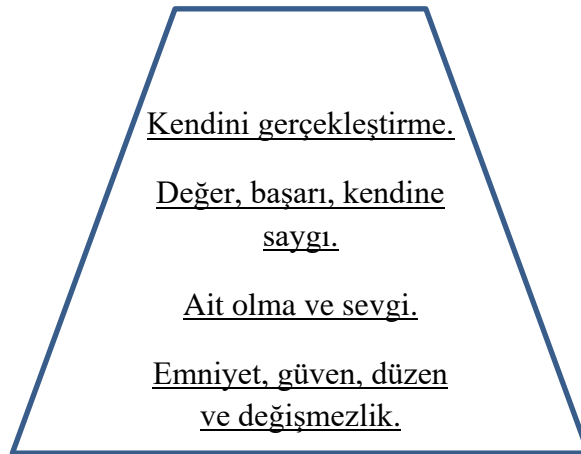 Kendini gerçekleştirme.
Değer, başarı, kendine
saygı.
Ait olma ve sevgi.
Emniyet, güven, düzen
ve değişmezlik.